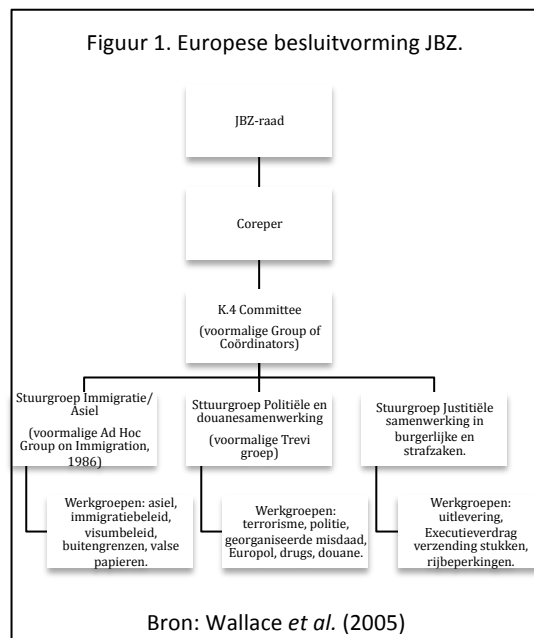 Figuur 1. Europese besluitvorming JBZ.
JBZ-raad
Coreper
K.4 Committee
(voormalige Group of
Coördinators)
Stuurgroep Immigratie/
Asiel
(voormalige Ad Hoc
Group on Immigration,
1986)
Sttuurgroep Politiële en
douanesamenwerking
(voormalige Trevi
groep)
Stuurgroep Justitiële
samenwerking in
burgerlijke en
strafzaken.
Werkgroepen: asiel,
immigratiebeleid,
visumbeleid,
buitengrenzen, valse
papieren.
Werkgroepen:
terrorisme, politie,
georganiseerde misdaad,
Europol, drugs, douane.
Werkgroepen:
uitlevering,
Executieverdrag
verzending stukken,
rijbeperkingen.
Bron: Wallace et al. (2005)